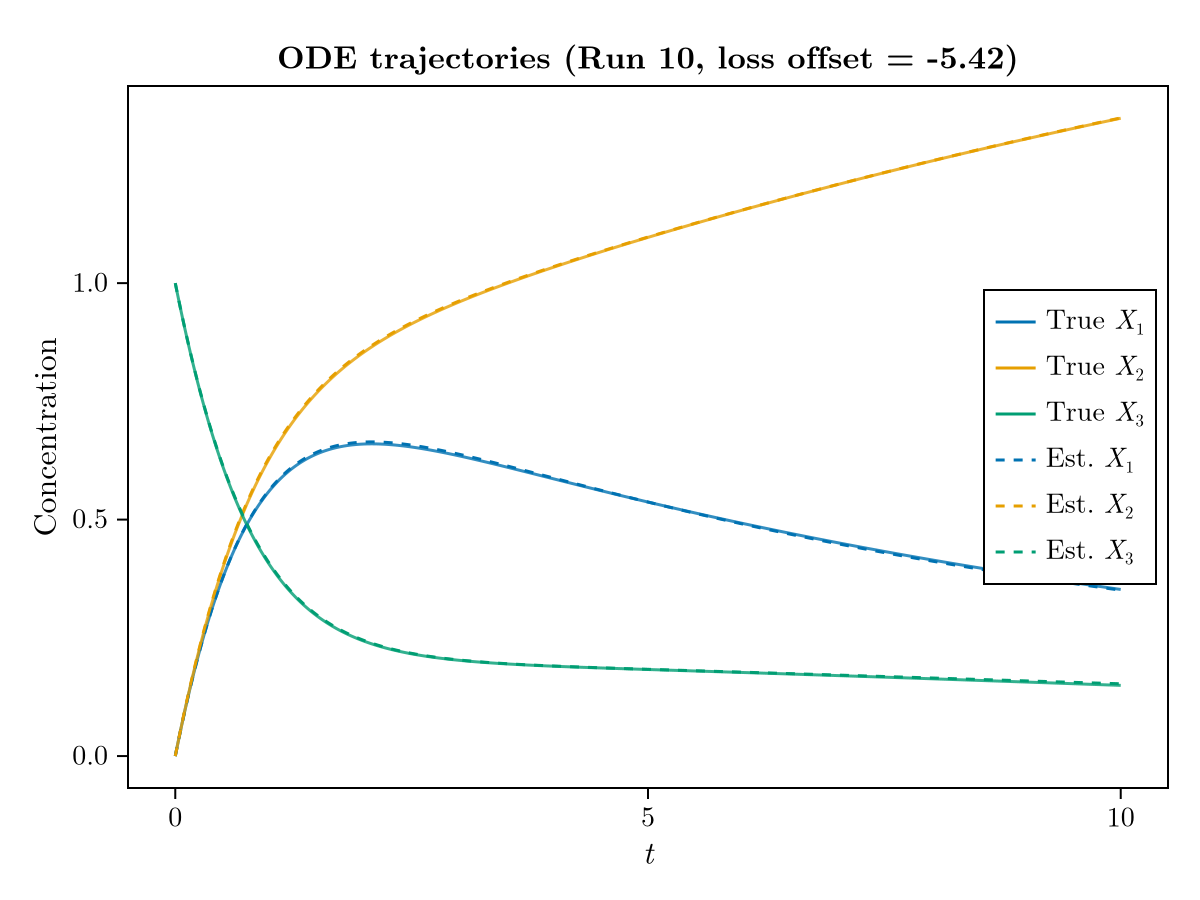 ODE trajectories (Run 10, loss offset = -5.42)
Concentration
1.0
0.5
0.0
True X₁
True X₂
True X₃
Est. X₁
Est. X₂
Est. X₃
0 5 10
t